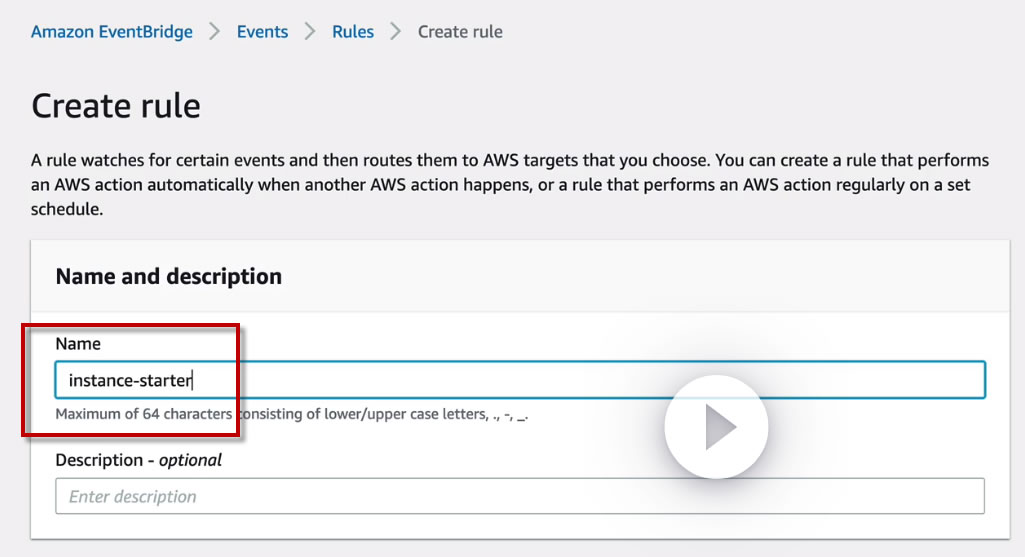 Amazon EventBridge > Events > Rules > Create rule
Create rule
A rule watches for certain events and then routes them to AWS targets that you choose. You can create a rule that performs
an AWS action automatically when another AWS action happens, or a rule that performs an AWS action regularly on a set
schedule.
Name and description
Name
instance-starter
Maximum of 64 characters consisting of lower/upper case letters, ., -, _.
Description - optional
Enter description